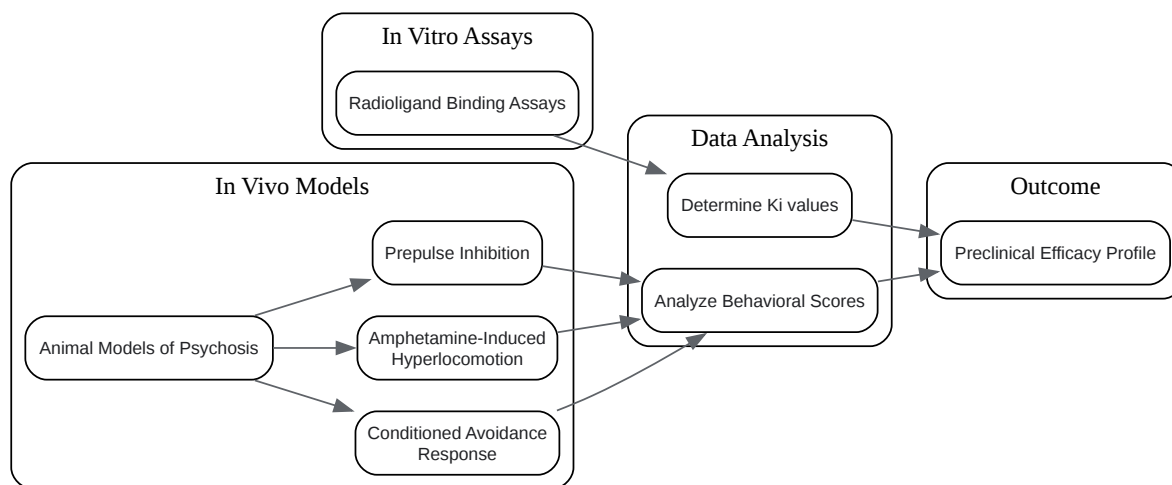 In Vitro Assays
Radioligand Binding Assays
In Vivo Models
Animal Models of Psychosis
Prepulse Inhibition
Amphetamine-Induced
Hyperlocomotion
Conditioned Avoidance
Response
Data Analysis
Determine Ki values
Analyze Behavioral Scores
Outcome
Preclinical Efficacy Profile